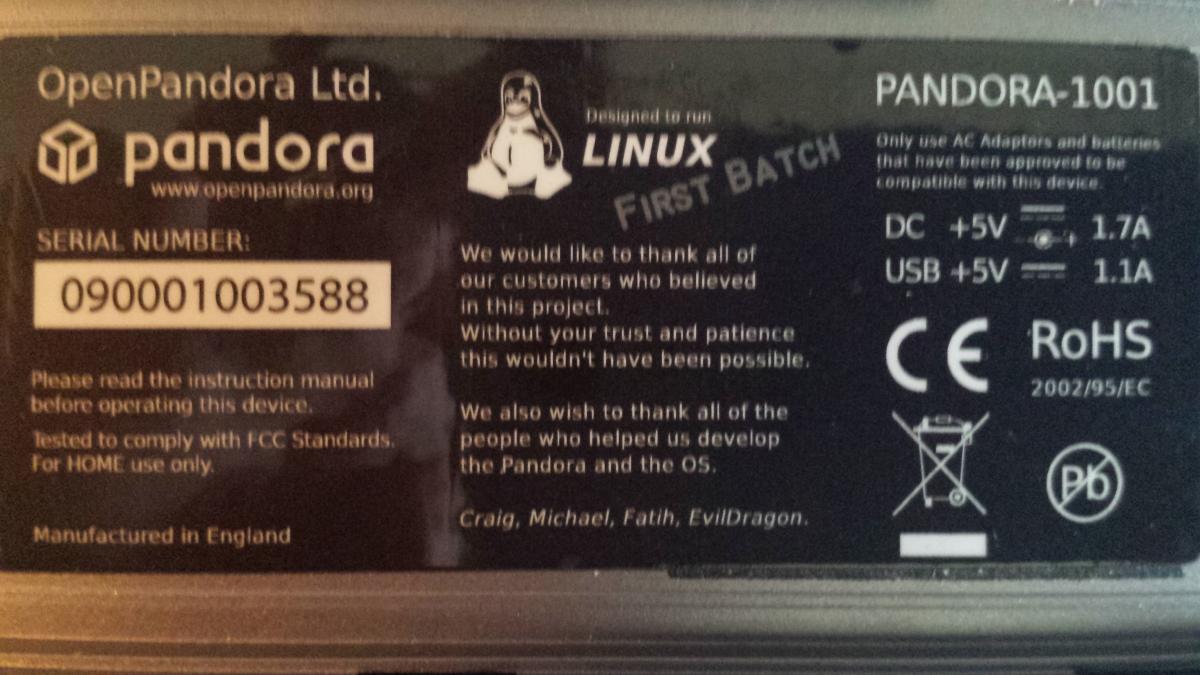 OpenPandora Ltd.
pandora
www.openpandora.org
SERIAL NUMBER:
090001003588
Please read the instruction manual
before operating this device.
Tested to comply with FCC Standards.
For HOME use only.
Manufactured in England
Designed to run
LINUX
FIRST BATCH
We would like to thank all of
our customers who believed
in this project.
Without your trust and patience
this wouldn't have been possible.
We also wish to thank all of the
people who helped us develop
the Pandora and the OS.
Craig, Michael, Fatih, EvilDragon.
PANDORA-1001
Only use AC Adaptors and batteries
that have been approved to be
compatible with this device.
DC +5V 1.7A
USB +5V 1.1A
CE RoHS
2002/95/EC
Pb